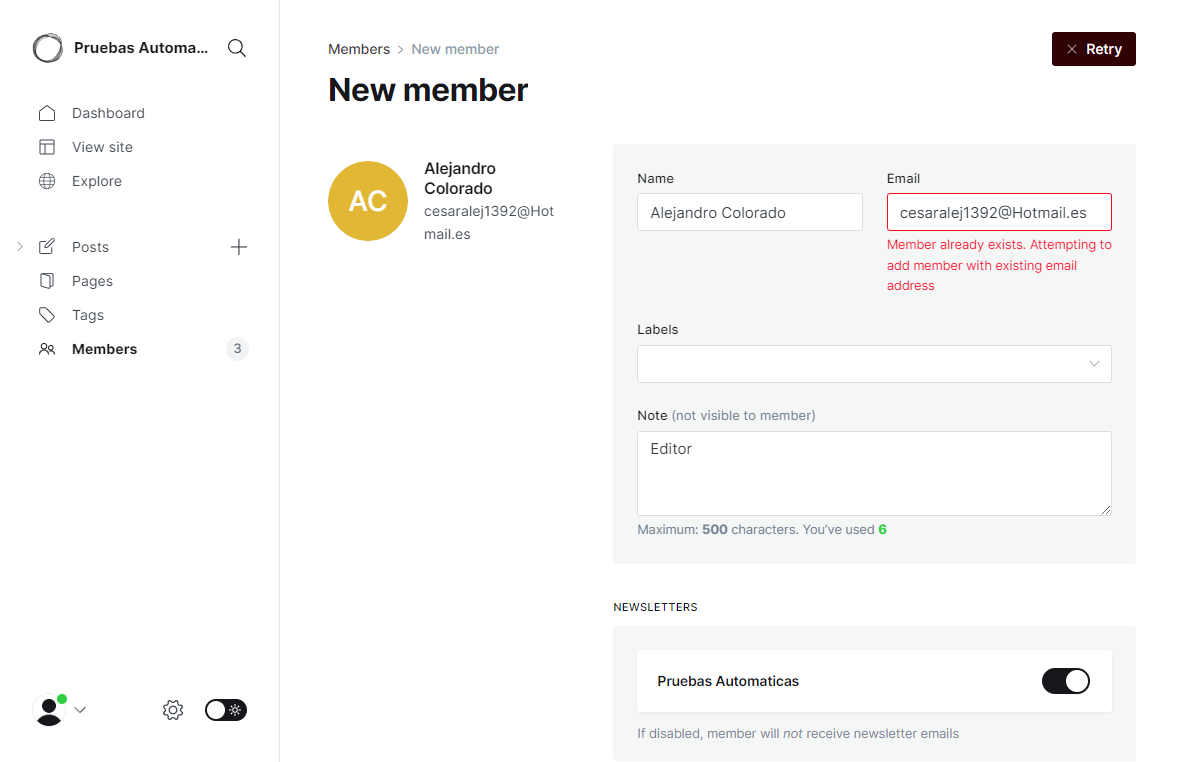 Pruebas Automa...
Dashboard
View site
Explore
Posts
Pages
Tags
Members 3
Members > New member
Retry
New member
AC
Alejandro
Colorado
cesaralej1392@Hot
mail.es
Name
Alejandro Colorado
Email
cesaralej1392@Hotmail.es
Member already exists. Attempting to
add member with existing email
address
Labels
Note (not visible to member)
Editor
Maximum: 500 characters. You've used 6
NEWSLETTERS
Pruebas Automaticas
If disabled, member will not receive newsletter emails